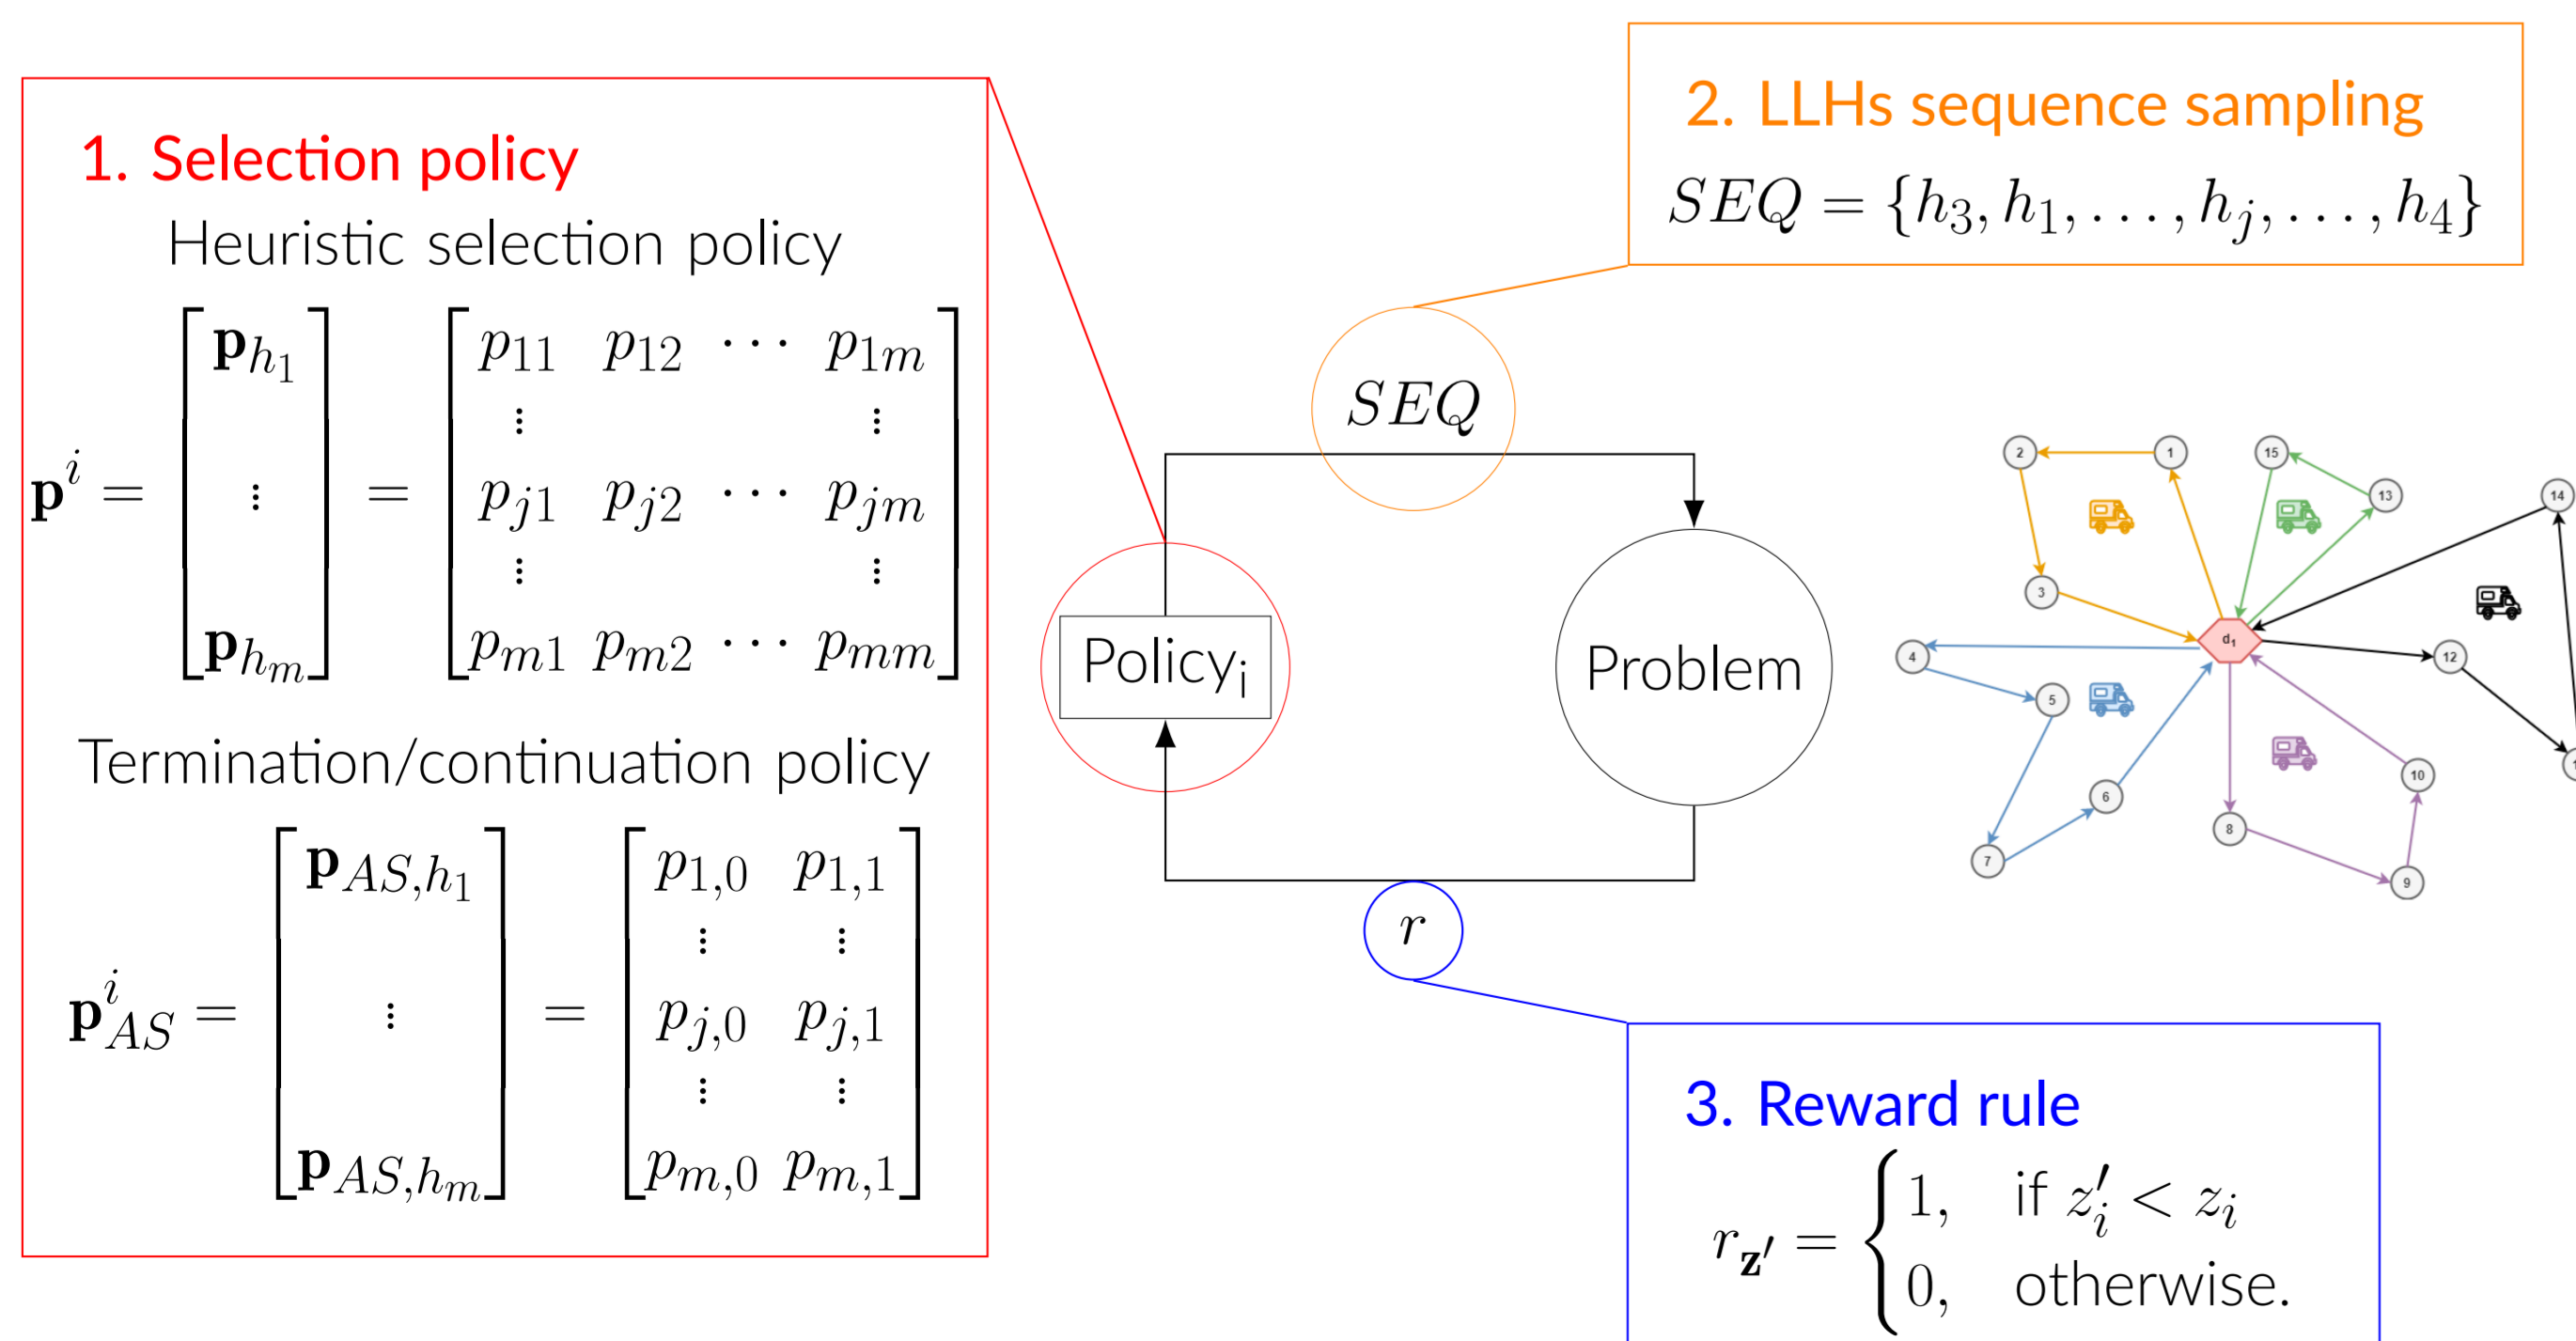 1. Selection policy
Heuristic selection policy
𝐩^i = [𝐩_{h_1} ⋮ 𝐩_{h_m}] = [p_{11} p_{12} ⋯ p_{1m}
⋮ ⋮
p_{j1} p_{j2} ⋯ p_{jm}
⋮ ⋮
p_{m1} p_{m2} ⋯ p_{mm}]
Termination/continuation policy
𝐩^i_{AS} = [𝐩_{AS,h_1} ⋮ 𝐩_{AS,h_m}] = [p_{1,0} p_{1,1}
⋮ ⋮
p_{j,0} p_{j,1}
⋮ ⋮
p_{m,0} p_{m,1}]
2. LLHs sequence sampling
SEQ = {h_3, h_1, . . . , h_j, . . . , h_4}
SEQ
Policy_i
Problem
r
2
1
15
13
14
3
d_1
4
12
5
10
6
8
7
9
3. Reward rule
r_{𝐳′} = { 1, if z′_i < z_i
0, otherwise.